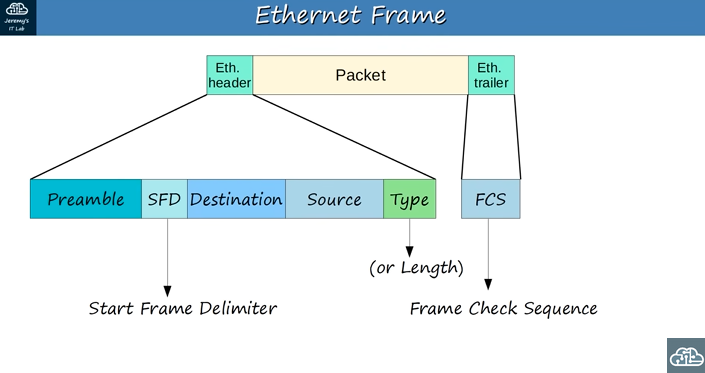 Jeremy's
IT Lab
Ethernet Frame
Eth.
header
Packet
Eth.
trailer
Preamble
SFD
Destination
Source
Type
FCS
(or Length)
Start Frame Delimiter
Frame Check Sequence